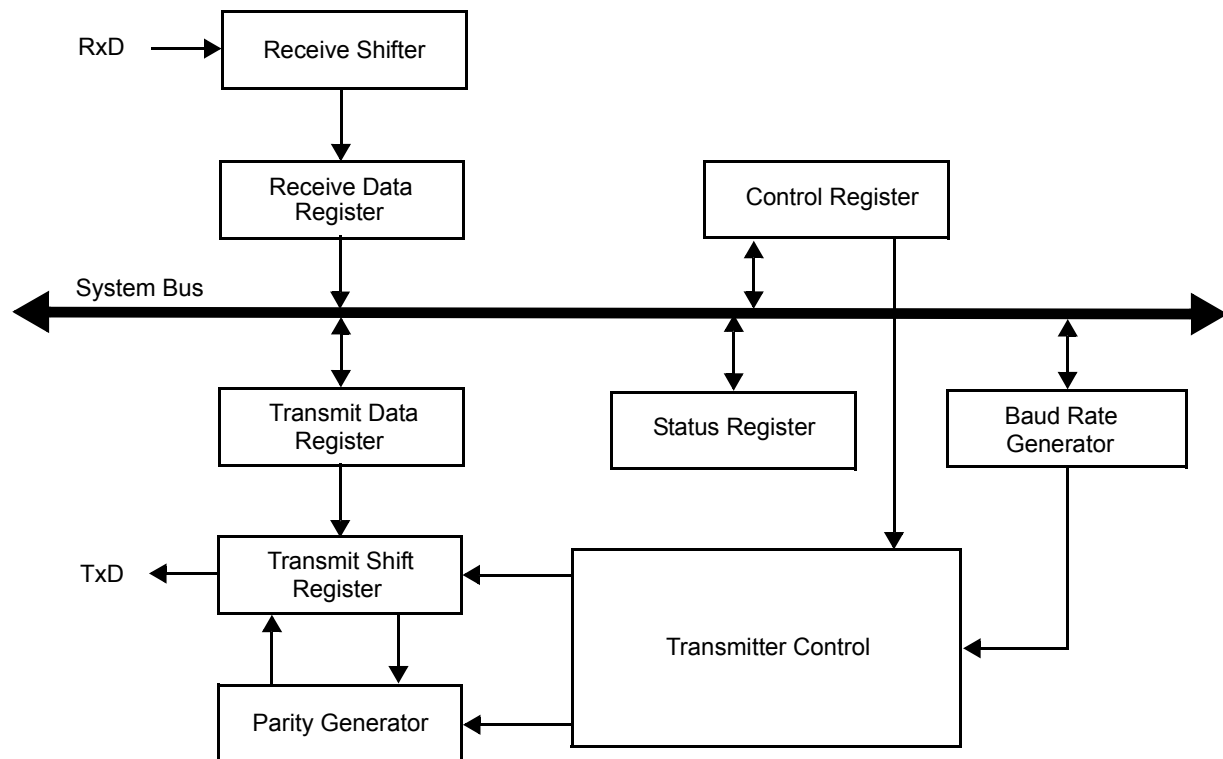 RxD
Receive Shifter
Receive Data
Register
Control Register
System Bus
Transmit Data
Register
Status Register
Baud Rate
Generator
TxD
Transmit Shift
Register
Transmitter Control
Parity Generator